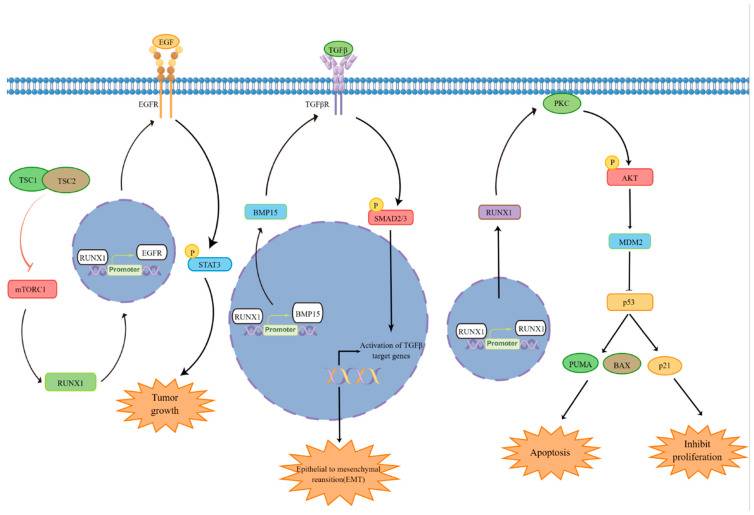 EGF
EGFR
TSC1
TSC2
mTORC1
RUNX1
RUNX1
EGFR
Promoter
P
STAT3
Tumor
growth
TGFβ
TGFβR
BMP15
P
SMAD2/3
RUNX1
BMP15
Promoter
Activation of TGFβ
target genes
Epithelial to mesenchymal
reansition(EMT)
PKC
RUNX1
RUNX1
RUNX1
Promoter
P
AKT
MDM2
p53
PUMA
BAX
p21
Apoptosis
Inhibit
proliferation